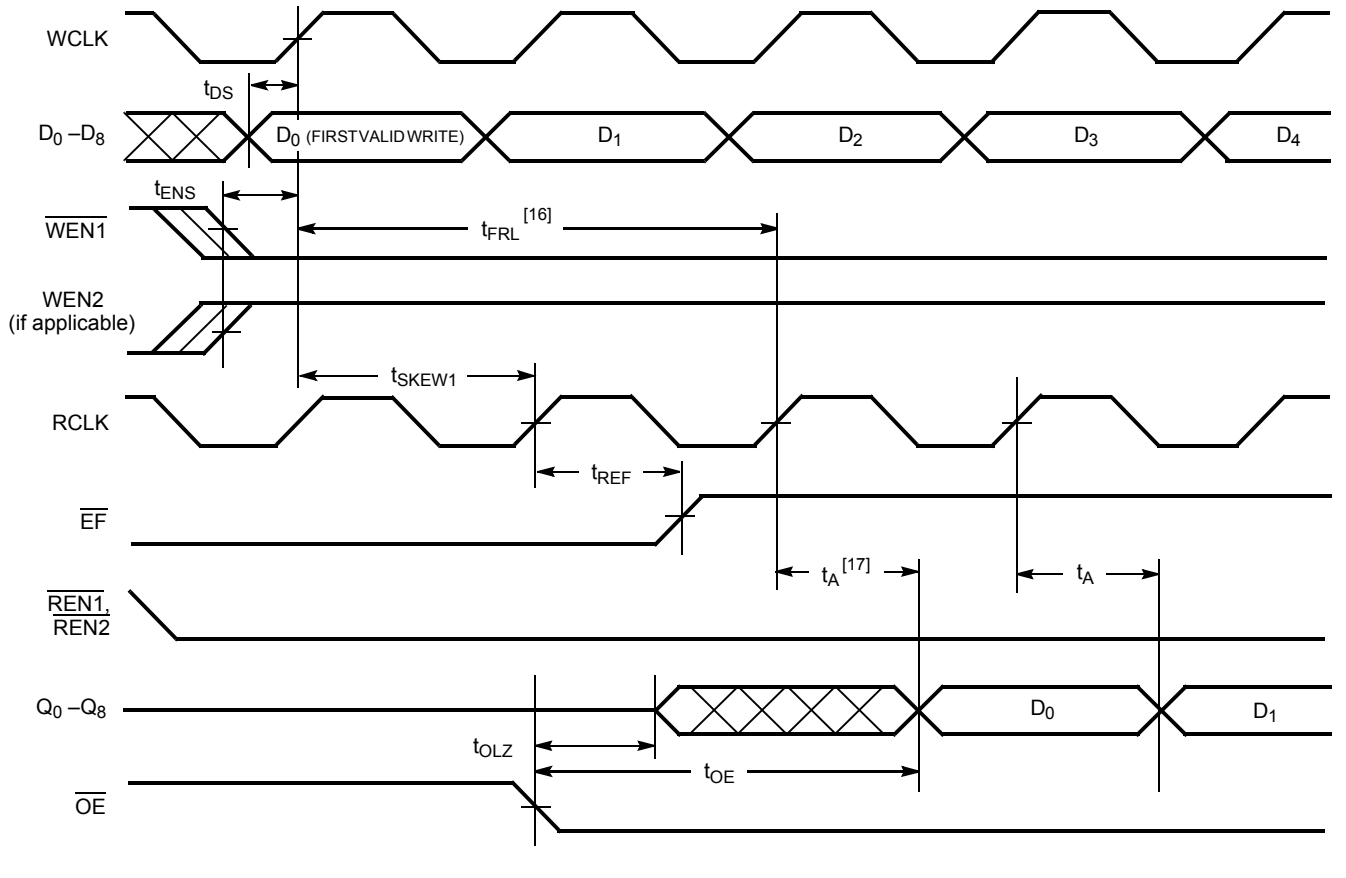 WCLK
tDS
D0 –D8
D0 (FIRST VALID WRITE)
D1
D2
D3
D4
tENS
WEN1
tFRL [16]
WEN2
(if applicable)
tSKEW1
RCLK
tREF
EF
tA [17]
tA
REN1,
REN2
Q0 –Q8
D0
D1
tOLZ
tOE
OE